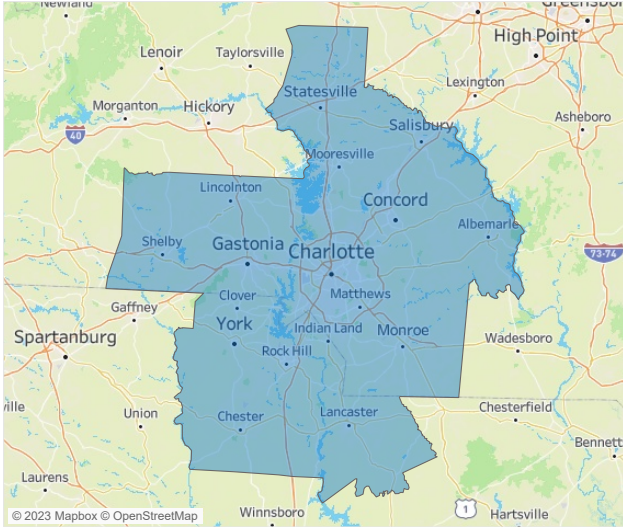 Newland
Greensboro
High Point
Lenoir
Taylorsville
Lexington
Statesville
Morganton
Hickory
40
Salisbury
Asheboro
Mooresville
Lincolnton
Concord
Albemarle
Shelby
Gastonia
Charlotte
73-74
Clover
Matthews
Gaffney
York
Indian Land
Monroe
Spartanburg
Wadesboro
Rock Hill
ville
Union
Chester
Lancaster
Chesterfield
Bennett
Laurens
1
Winnsboro
Hartsville
© 2023 Mapbox © OpenStreetMap